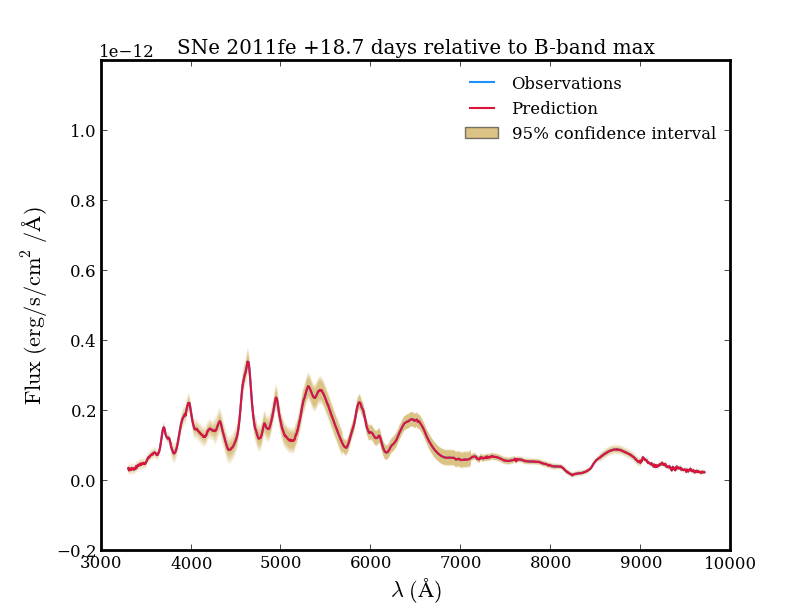 SNe 2011fe +18.7 days relative to B-band max
1e−12
Observations
Prediction
95% confidence interval
1.0
0.8
0.6
0.4
0.2
0.0
−0.2
Flux (erg/s/cm² /Å)
3000 4000 5000 6000 7000 8000 9000 10000
λ (Å)